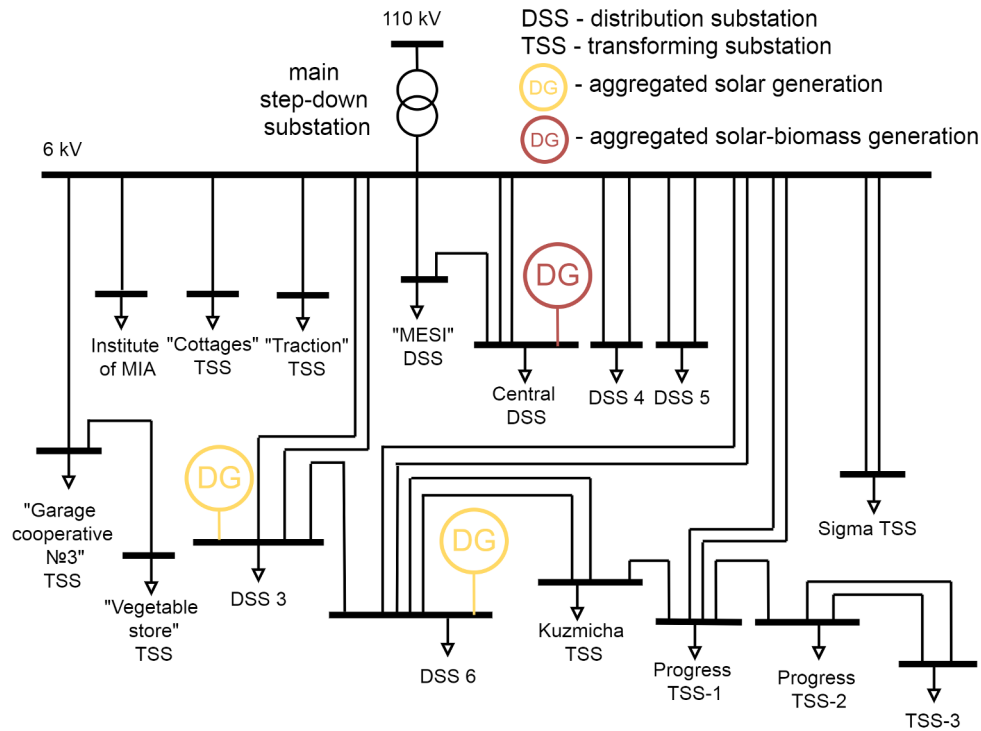 110 kV
DSS - distribution substation
TSS - transforming substation
DG - aggregated solar generation
DG - aggregated solar-biomass generation
main
step-down
substation
6 kV
Institute
of MIA
"Cottages"
TSS
"Traction"
TSS
"MESI"
DSS
DG
Central
DSS
DSS 4
DSS 5
"Garage
cooperative
№3"
TSS
"Vegetable
store"
TSS
DG
DSS 3
DG
DSS 6
Kuzmicha
TSS
Progress
TSS-1
Progress
TSS-2
TSS-3
Sigma TSS